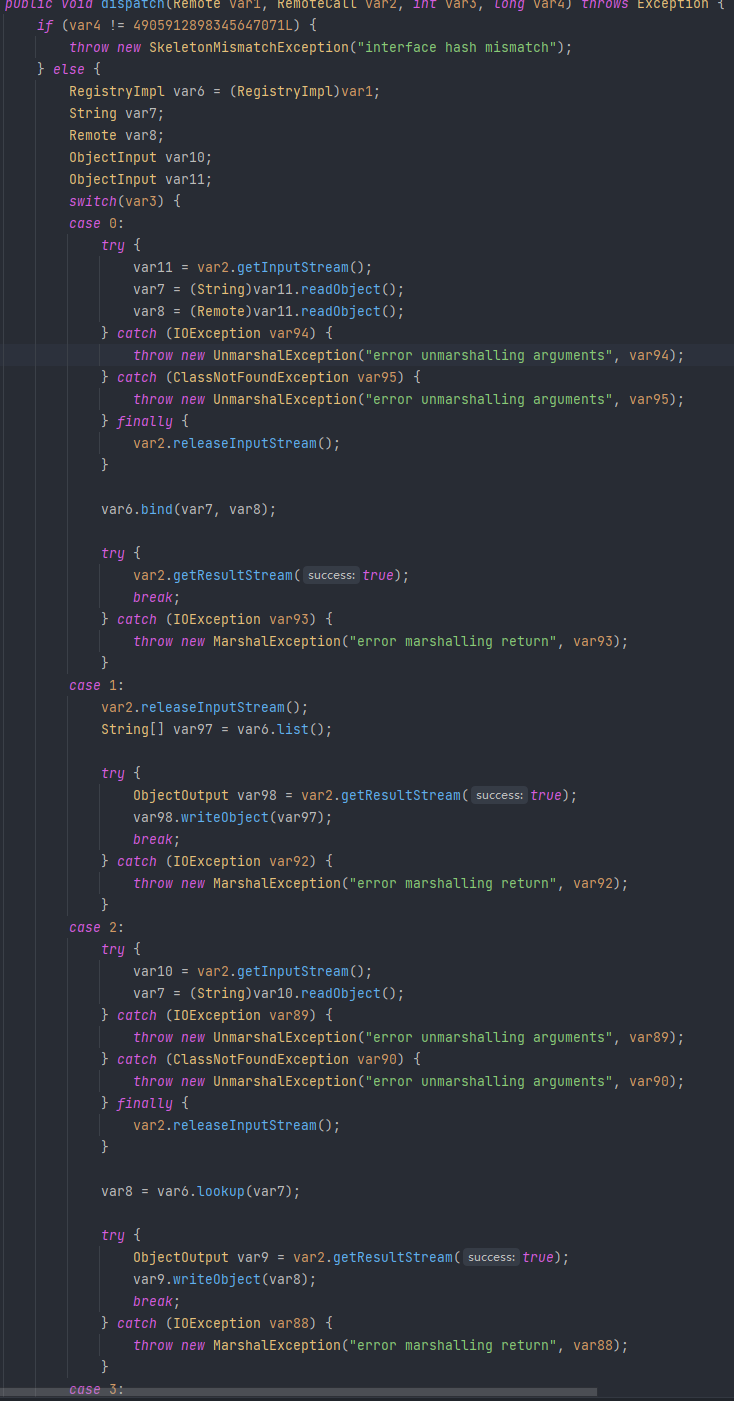 public void dispatch(Remote var1, RemoteCall var2, int var3, long var4) throws Exception {
    if (var4 != 4905912898345647071L) {
        throw new SkeletonMismatchException("interface hash mismatch");
    } else {
        RegistryImpl var6 = (RegistryImpl)var1;
        String var7;
        Remote var8;
        ObjectInput var10;
        ObjectInput var11;
        switch(var3) {
        case 0:
            try {
                var11 = var2.getInputStream();
                var7 = (String)var11.readObject();
                var8 = (Remote)var11.readObject();
            } catch (IOException var94) {
                throw new UnmarshalException("error unmarshalling arguments", var94);
            } catch (ClassNotFoundException var95) {
                throw new UnmarshalException("error unmarshalling arguments", var95);
            } finally {
                var2.releaseInputStream();
            }

            var6.bind(var7, var8);

            try {
                var2.getResultStream( success: true);
                break;
            } catch (IOException var93) {
                throw new MarshalException("error marshalling return", var93);
            }
        case 1:
            var2.releaseInputStream();
            String[] var97 = var6.list();

            try {
                ObjectOutput var98 = var2.getResultStream( success: true);
                var98.writeObject(var97);
                break;
            } catch (IOException var92) {
                throw new MarshalException("error marshalling return", var92);
            }
        case 2:
            try {
                var10 = var2.getInputStream();
                var7 = (String)var10.readObject();
            } catch (IOException var89) {
                throw new UnmarshalException("error unmarshalling arguments", var89);
            } catch (ClassNotFoundException var90) {
                throw new UnmarshalException("error unmarshalling arguments", var90);
            } finally {
                var2.releaseInputStream();
            }

            var8 = var6.lookup(var7);

            try {
                ObjectOutput var9 = var2.getResultStream( success: true);
                var9.writeObject(var8);
                break;
            } catch (IOException var88) {
                throw new MarshalException("error marshalling return", var88);
            }
        case 3: